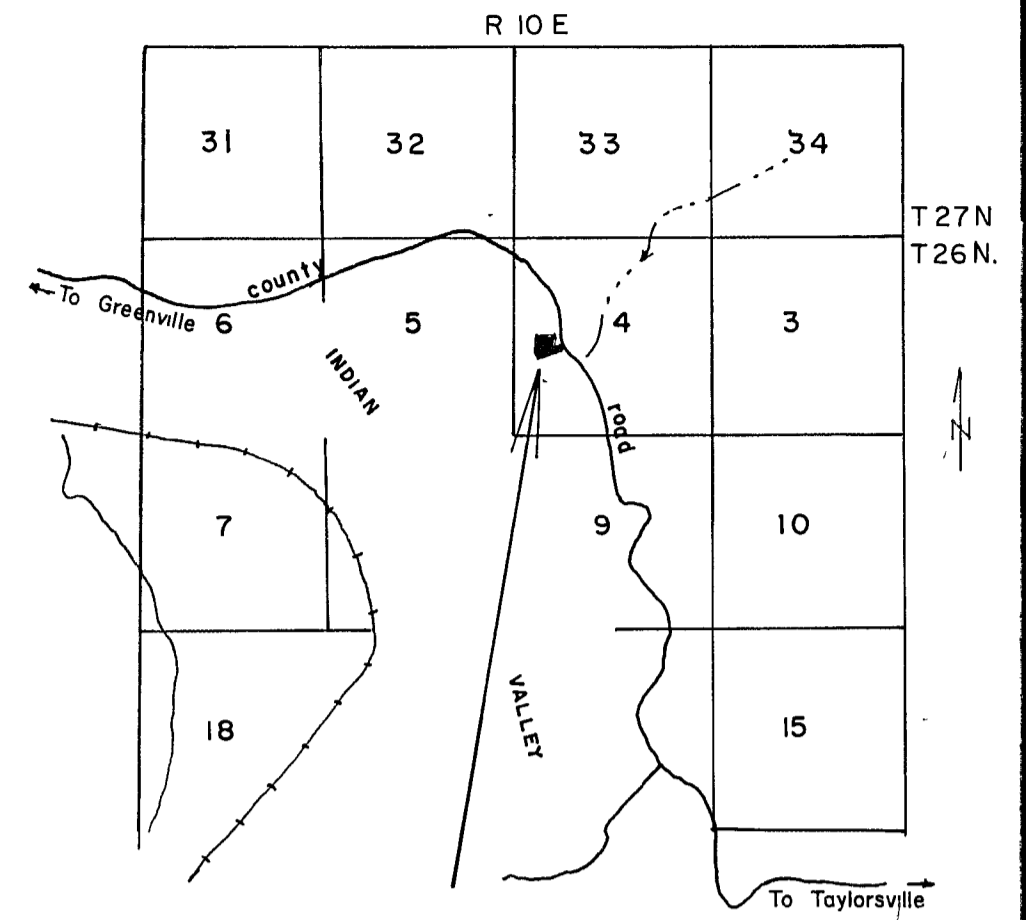 R 10 E
31
32
33
34
T 27 N
T 26 N.
county
To Greenville
6
5
4
3
INDIAN
road
N
7
9
10
VALLEY
18
15
To Taylorsville